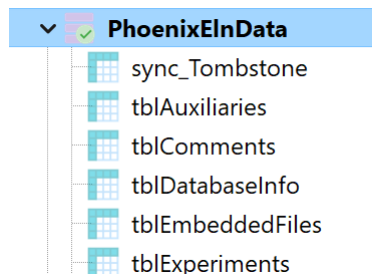 PhoenixElnData
sync_Tombstone
tblAuxiliaries
tblComments
tblDatabaseInfo
tblEmbeddedFiles
tblExperiments